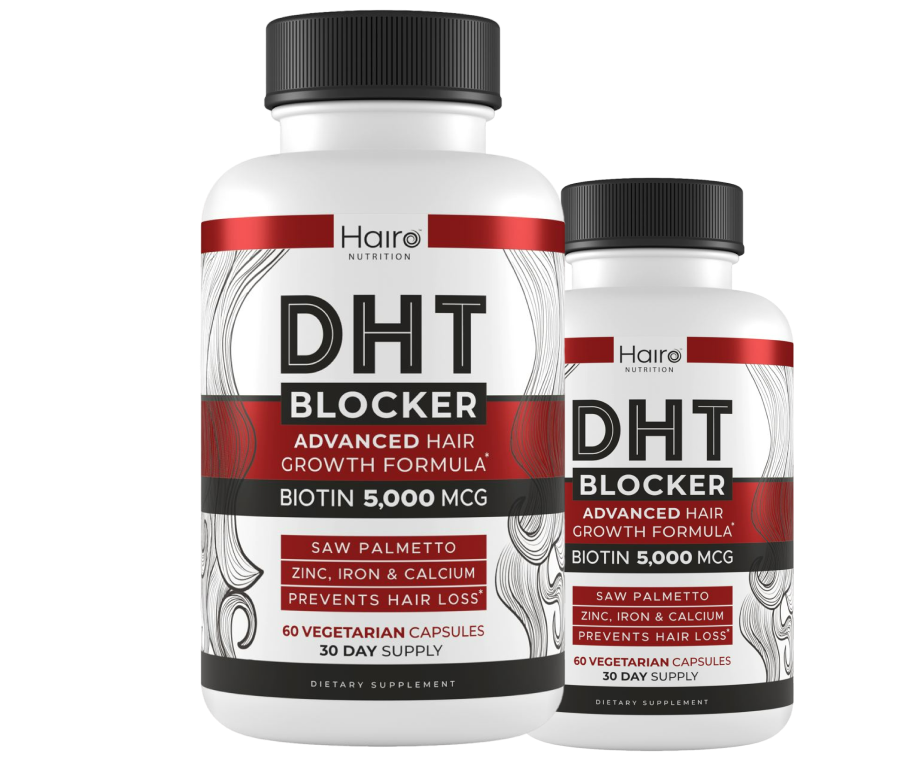 Hairo
NUTRITION
DHT
BLOCKER
ADVANCED HAIR
GROWTH FORMULA*
BIOTIN 5,000 MCG
SAW PALMETTO
ZINC, IRON & CALCIUM
PREVENTS HAIR LOSS*
60 VEGETARIAN CAPSULES
30 DAY SUPPLY
DIETARY SUPPLEMENT
Hairo
NUTRITION
DHT
BLOCKER
ADVANCED HAIR
GROWTH FORMULA*
BIOTIN 5,000 MCG
SAW PALMETTO
ZINC, IRON & CALCIUM
PREVENTS HAIR LOSS*
60 VEGETARIAN CAPSULES
30 DAY SUPPLY
DIETARY SUPPLEMENT